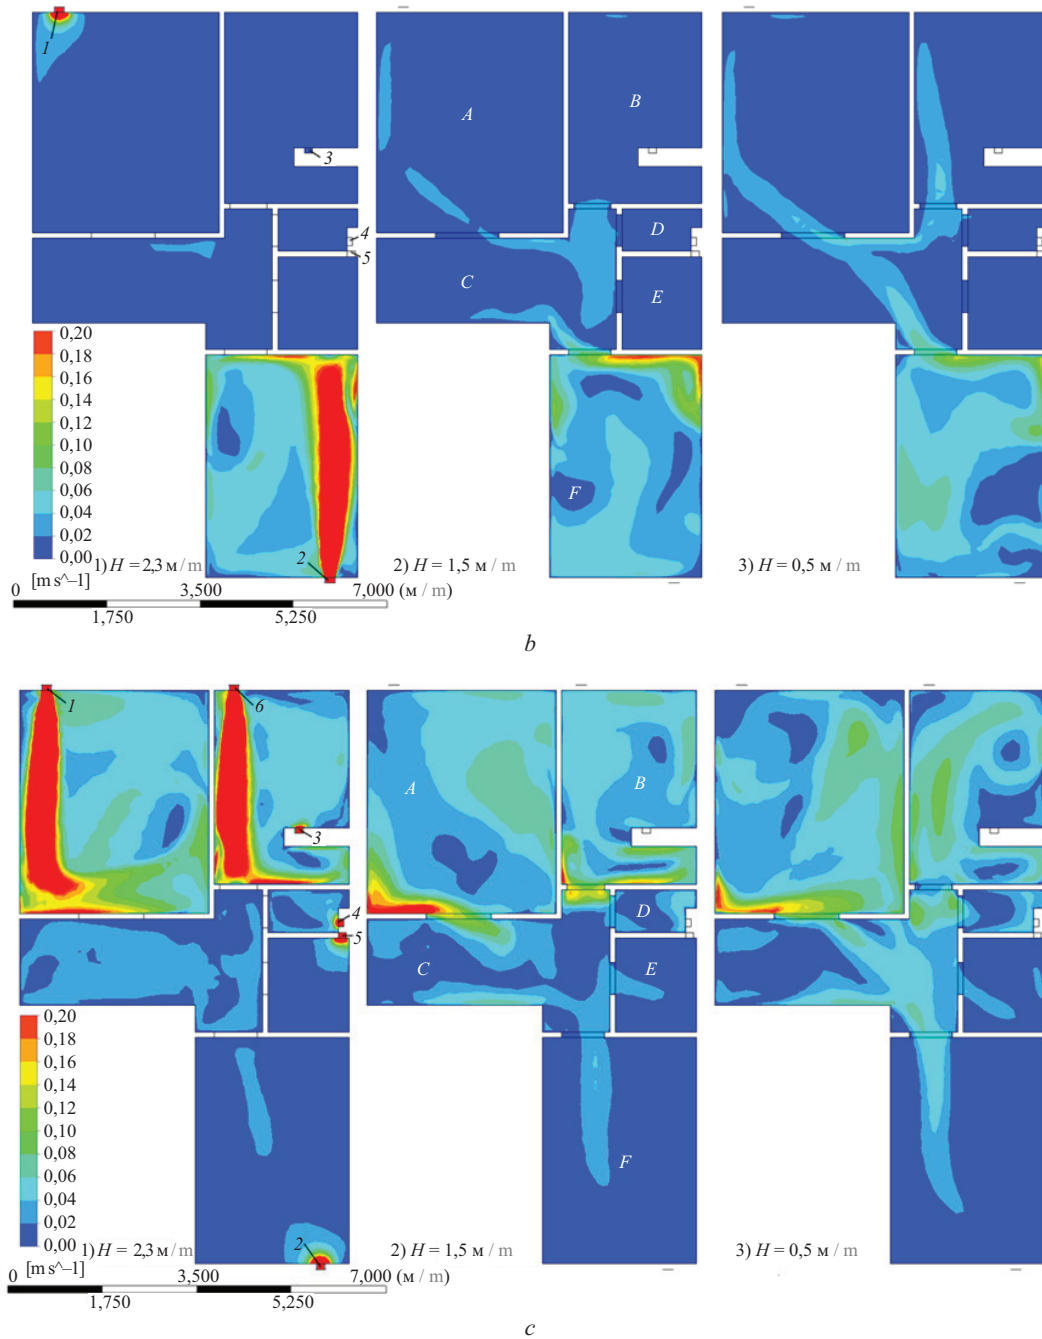 1
3
4
5
A
B
C
D
E
F
2
0,20
0,18
0,16
0,14
0,12
0,10
0,08
0,06
0,04
0,02
0,00
[m s^–1]
1) H = 2,3 м / m
2) H = 1,5 м / m
3) H = 0,5 м / m
0 3,500 7,000 (м / m)
1,750 5,250
b
1
6
3
4
5
A
B
C
D
E
F
2
0,20
0,18
0,16
0,14
0,12
0,10
0,08
0,06
0,04
0,02
0,00
[m s^–1]
1) H = 2,3 м / m
2) H = 1,5 м / m
3) H = 0,5 м / m
0 3,500 7,000 (м / m)
1,750 5,250
c